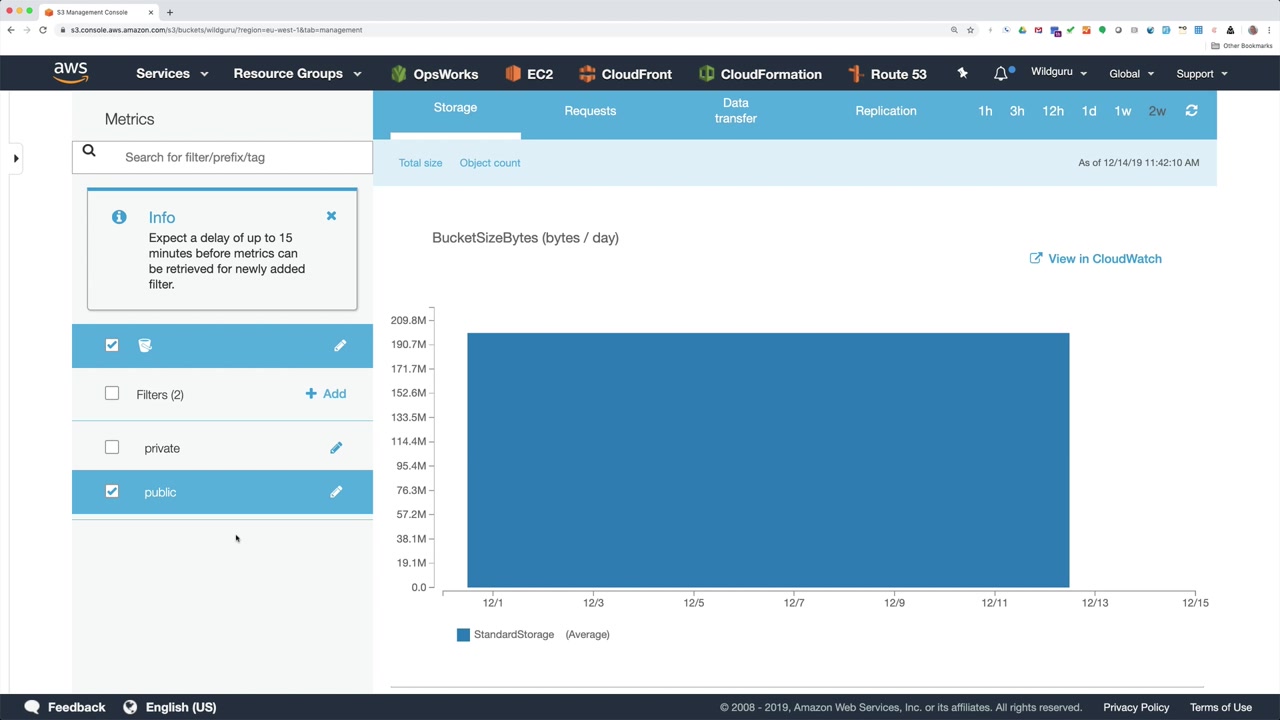 S3 Management Console
s3.console.aws.amazon.com/s3/buckets/wildguru/?region=eu-west-1&tab=management
Other Bookmarks
aws
Services
Resource Groups
OpsWorks
EC2
CloudFront
CloudFormation
Route 53
Wildguru
Global
Support
Metrics
Search for filter/prefix/tag
Info
Expect a delay of up to 15
minutes before metrics can
be retrieved for newly added
filter.
Filters (2)
Add
private
public
Storage
Requests
Data
transfer
Replication
1h
3h
12h
1d
1w
2w
Total size
Object count
As of 12/14/19 11:42:10 AM
BucketSizeBytes (bytes / day)
View in CloudWatch
209.8M
190.7M
171.7M
152.6M
133.5M
114.4M
95.4M
76.3M
57.2M
38.1M
19.1M
0.0
12/1
12/3
12/5
12/7
12/9
12/11
12/13
12/15
StandardStorage (Average)
Feedback
English (US)
© 2008 - 2019, Amazon Web Services, Inc. or its affiliates. All rights reserved.
Privacy Policy
Terms of Use